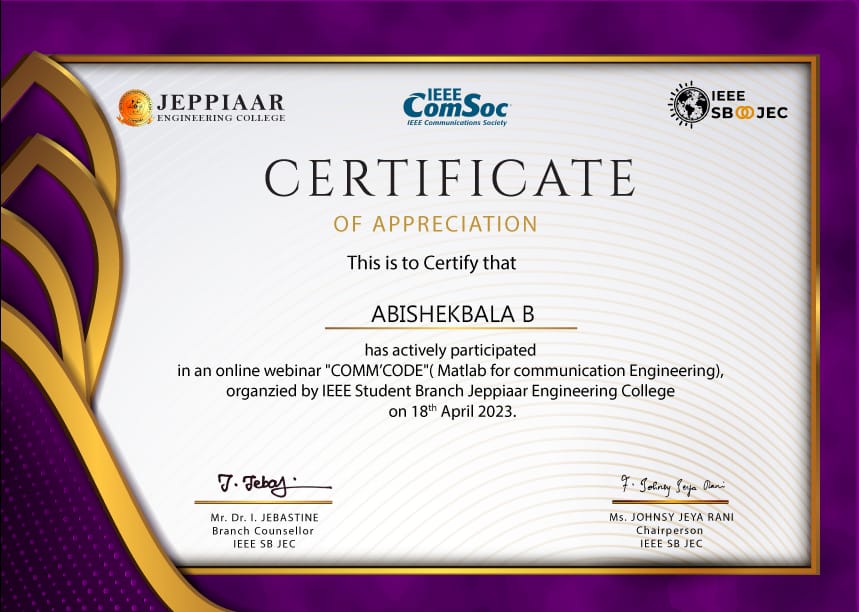 JEPPIAAR
ENGINEERING COLLEGE
IEEE
ComSoc
IEEE Communications Society
IEEE
SB JEC
CERTIFICATE
OF APPRECIATION
This is to Certify that
ABISHEKBALA B
has actively participated
in an online webinar "COMM'CODE"( Matlab for communication Engineering),
organzied by IEEE Student Branch Jeppiaar Engineering College
on 18th April 2023.
J. Jebas
F. Johnsy Jeya Rani
Mr. Dr. I. JEBASTINE
Branch Counsellor
IEEE SB JEC
Ms. JOHNSY JEYA RANI
Chairperson
IEEE SB JEC